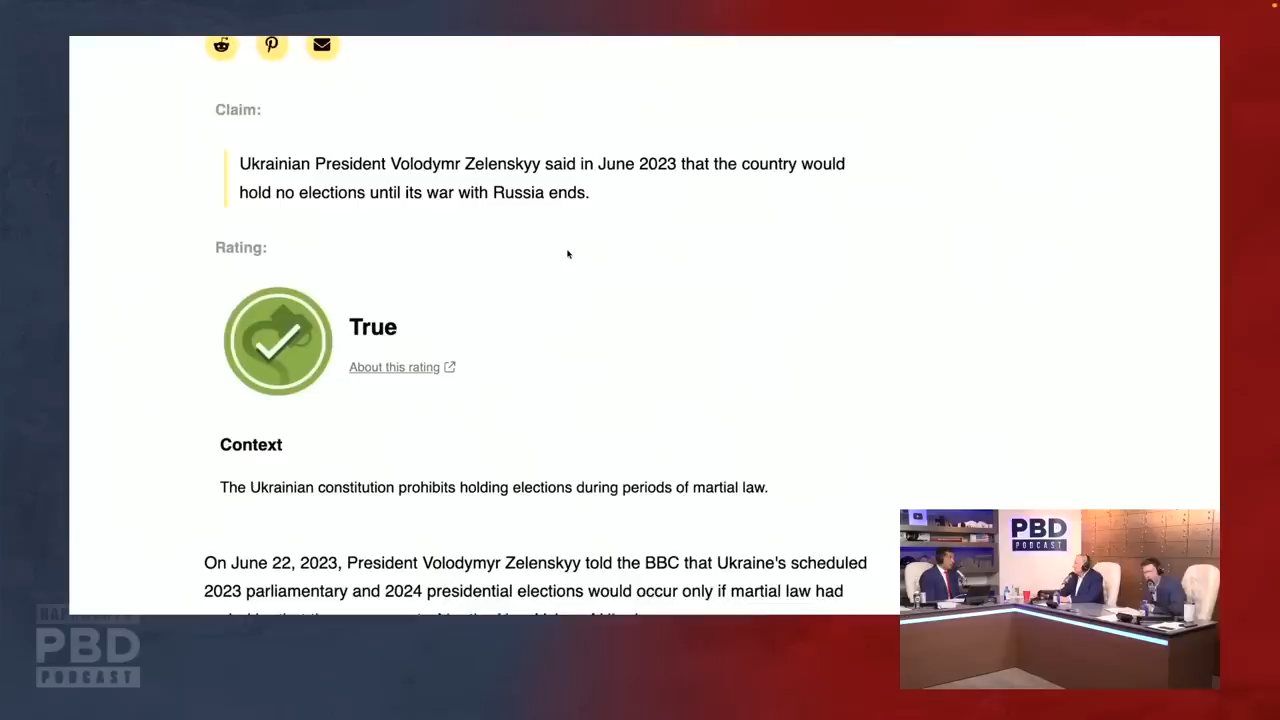 Claim:
Ukrainian President Volodymr Zelenskyy said in June 2023 that the country would
hold no elections until its war with Russia ends.
Rating:
True
About this rating
Context
The Ukrainian constitution prohibits holding elections during periods of martial law.
On June 22, 2023, President Volodymyr Zelenskyy told the BBC that Ukraine's scheduled
2023 parliamentary and 2024 presidential elections would occur only if martial law had
PBD
PODCAST
PBD
PODCAST